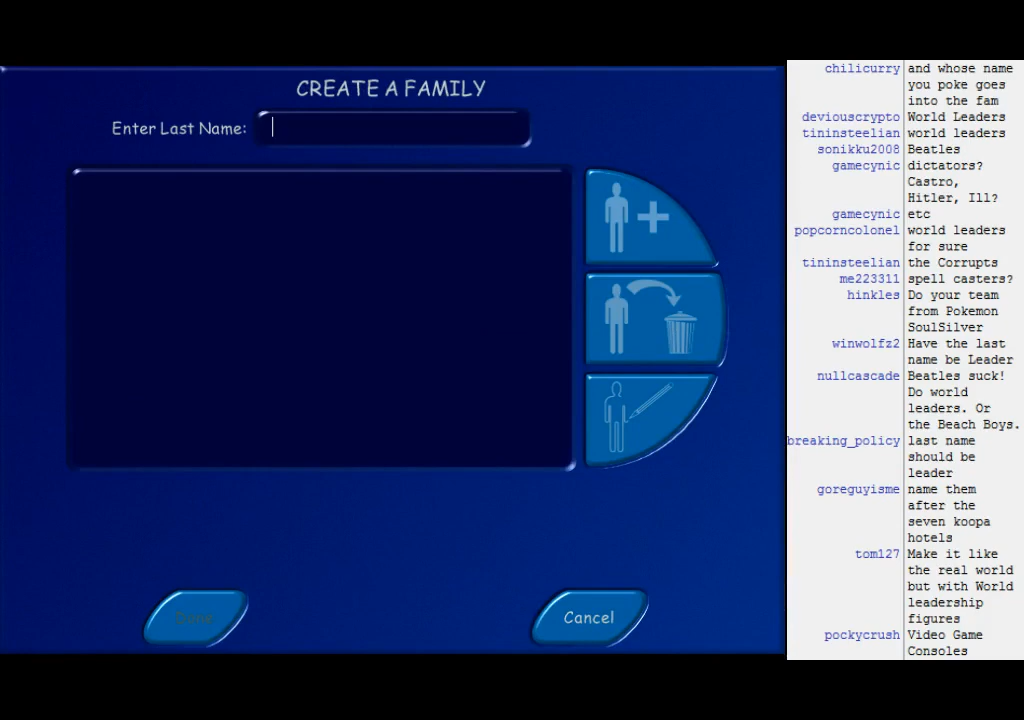 CREATE A FAMILY
Enter Last Name:
Done
Cancel
chilicurry and whose name
you poke goes
into the fam
deviouscrypto World Leaders
tininsteelian world leaders
sonikku2008 Beatles
gamecynic dictators?
Castro,
Hitler, Ill?
gamecynic etc
popcorncolonel world leaders
for sure
tininsteelian the Corrupts
me223311 spell casters?
hinkles Do your team
from Pokemon
SoulSilver
winwolfz2 Have the last
name be Leader
nullcascade Beatles suck!
Do world
leaders. Or
the Beach Boys.
breaking_policy last name
should be
leader
goreguyisme name them
after the
seven koopa
hotels
tom127 Make it like
the real world
but with World
leadership
figures
pockycrush Video Game
Consoles